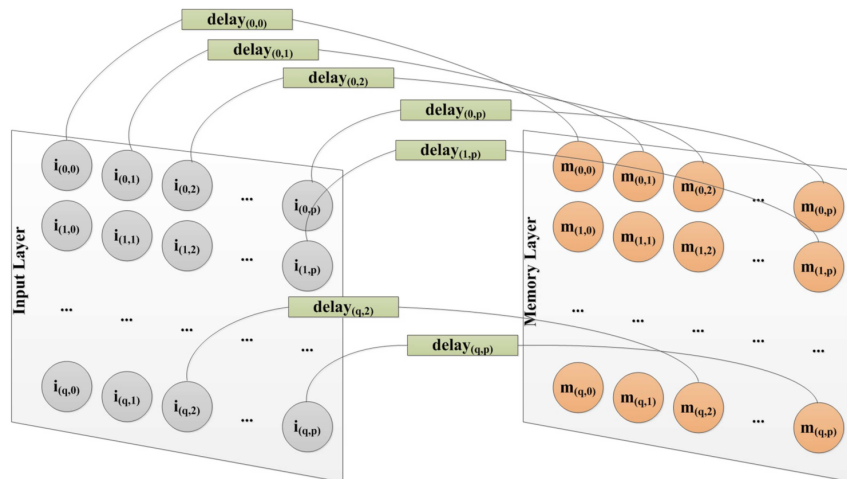 delay(0,0)
delay(0,1)
delay(0,2)
delay(0,p)
delay(1,p)
Input Layer
i(0,0) i(0,1) i(0,2) ... i(0,p)
i(1,0) i(1,1) i(1,2) ... i(1,p)
... ... ... ...
i(q,0) i(q,1) i(q,2) ... i(q,p)
delay(q,2)
delay(q,p)
Memory Layer
m(0,0) m(0,1) m(0,2) ... m(0,p)
m(1,0) m(1,1) m(1,2) ... m(1,p)
... ... ... ...
m(q,0) m(q,1) m(q,2) ... m(q,p)